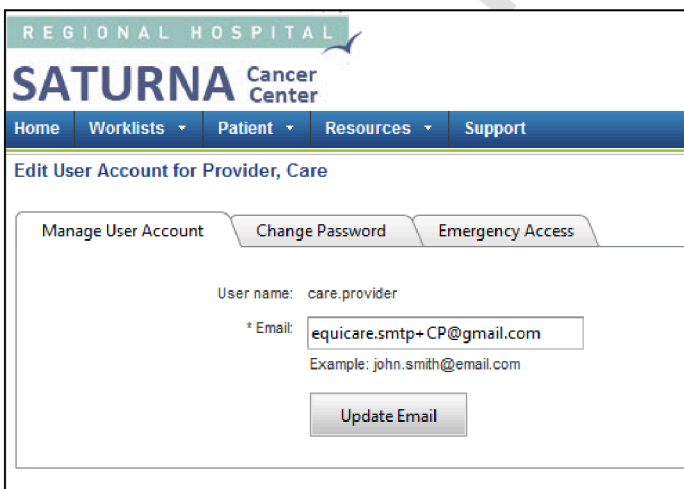 REGIONAL HOSPITAL
SATURNA Cancer Center
Home Worklists Patient Resources Support
Edit User Account for Provider, Care
Manage User Account Change Password Emergency Access
User name: care.provider
* Email: equicare.smtp+CP@gmail.com
Example: john.smith@email.com
Update Email